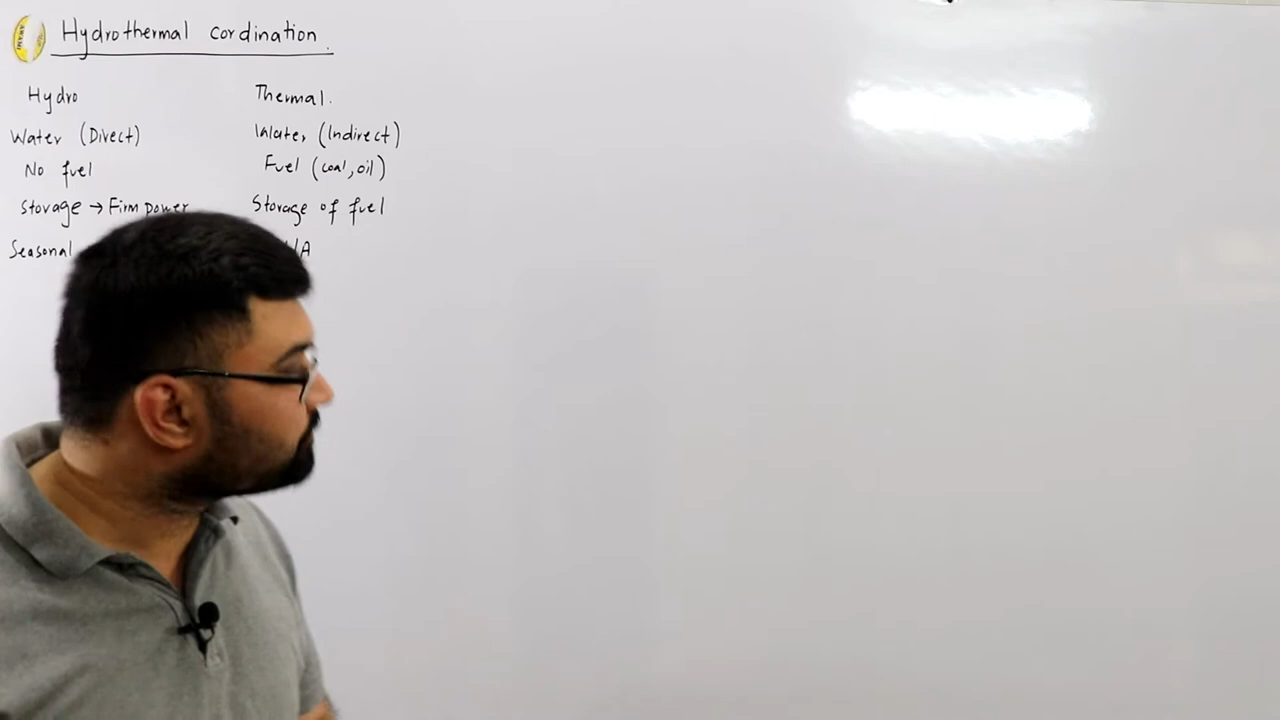 Hydrothermal cordination.
Hydro Thermal.
Water (Direct) Water (Indirect)
No fuel Fuel (coal, oil)
Storage → Firm power Storage of fuel
Seasonal /A